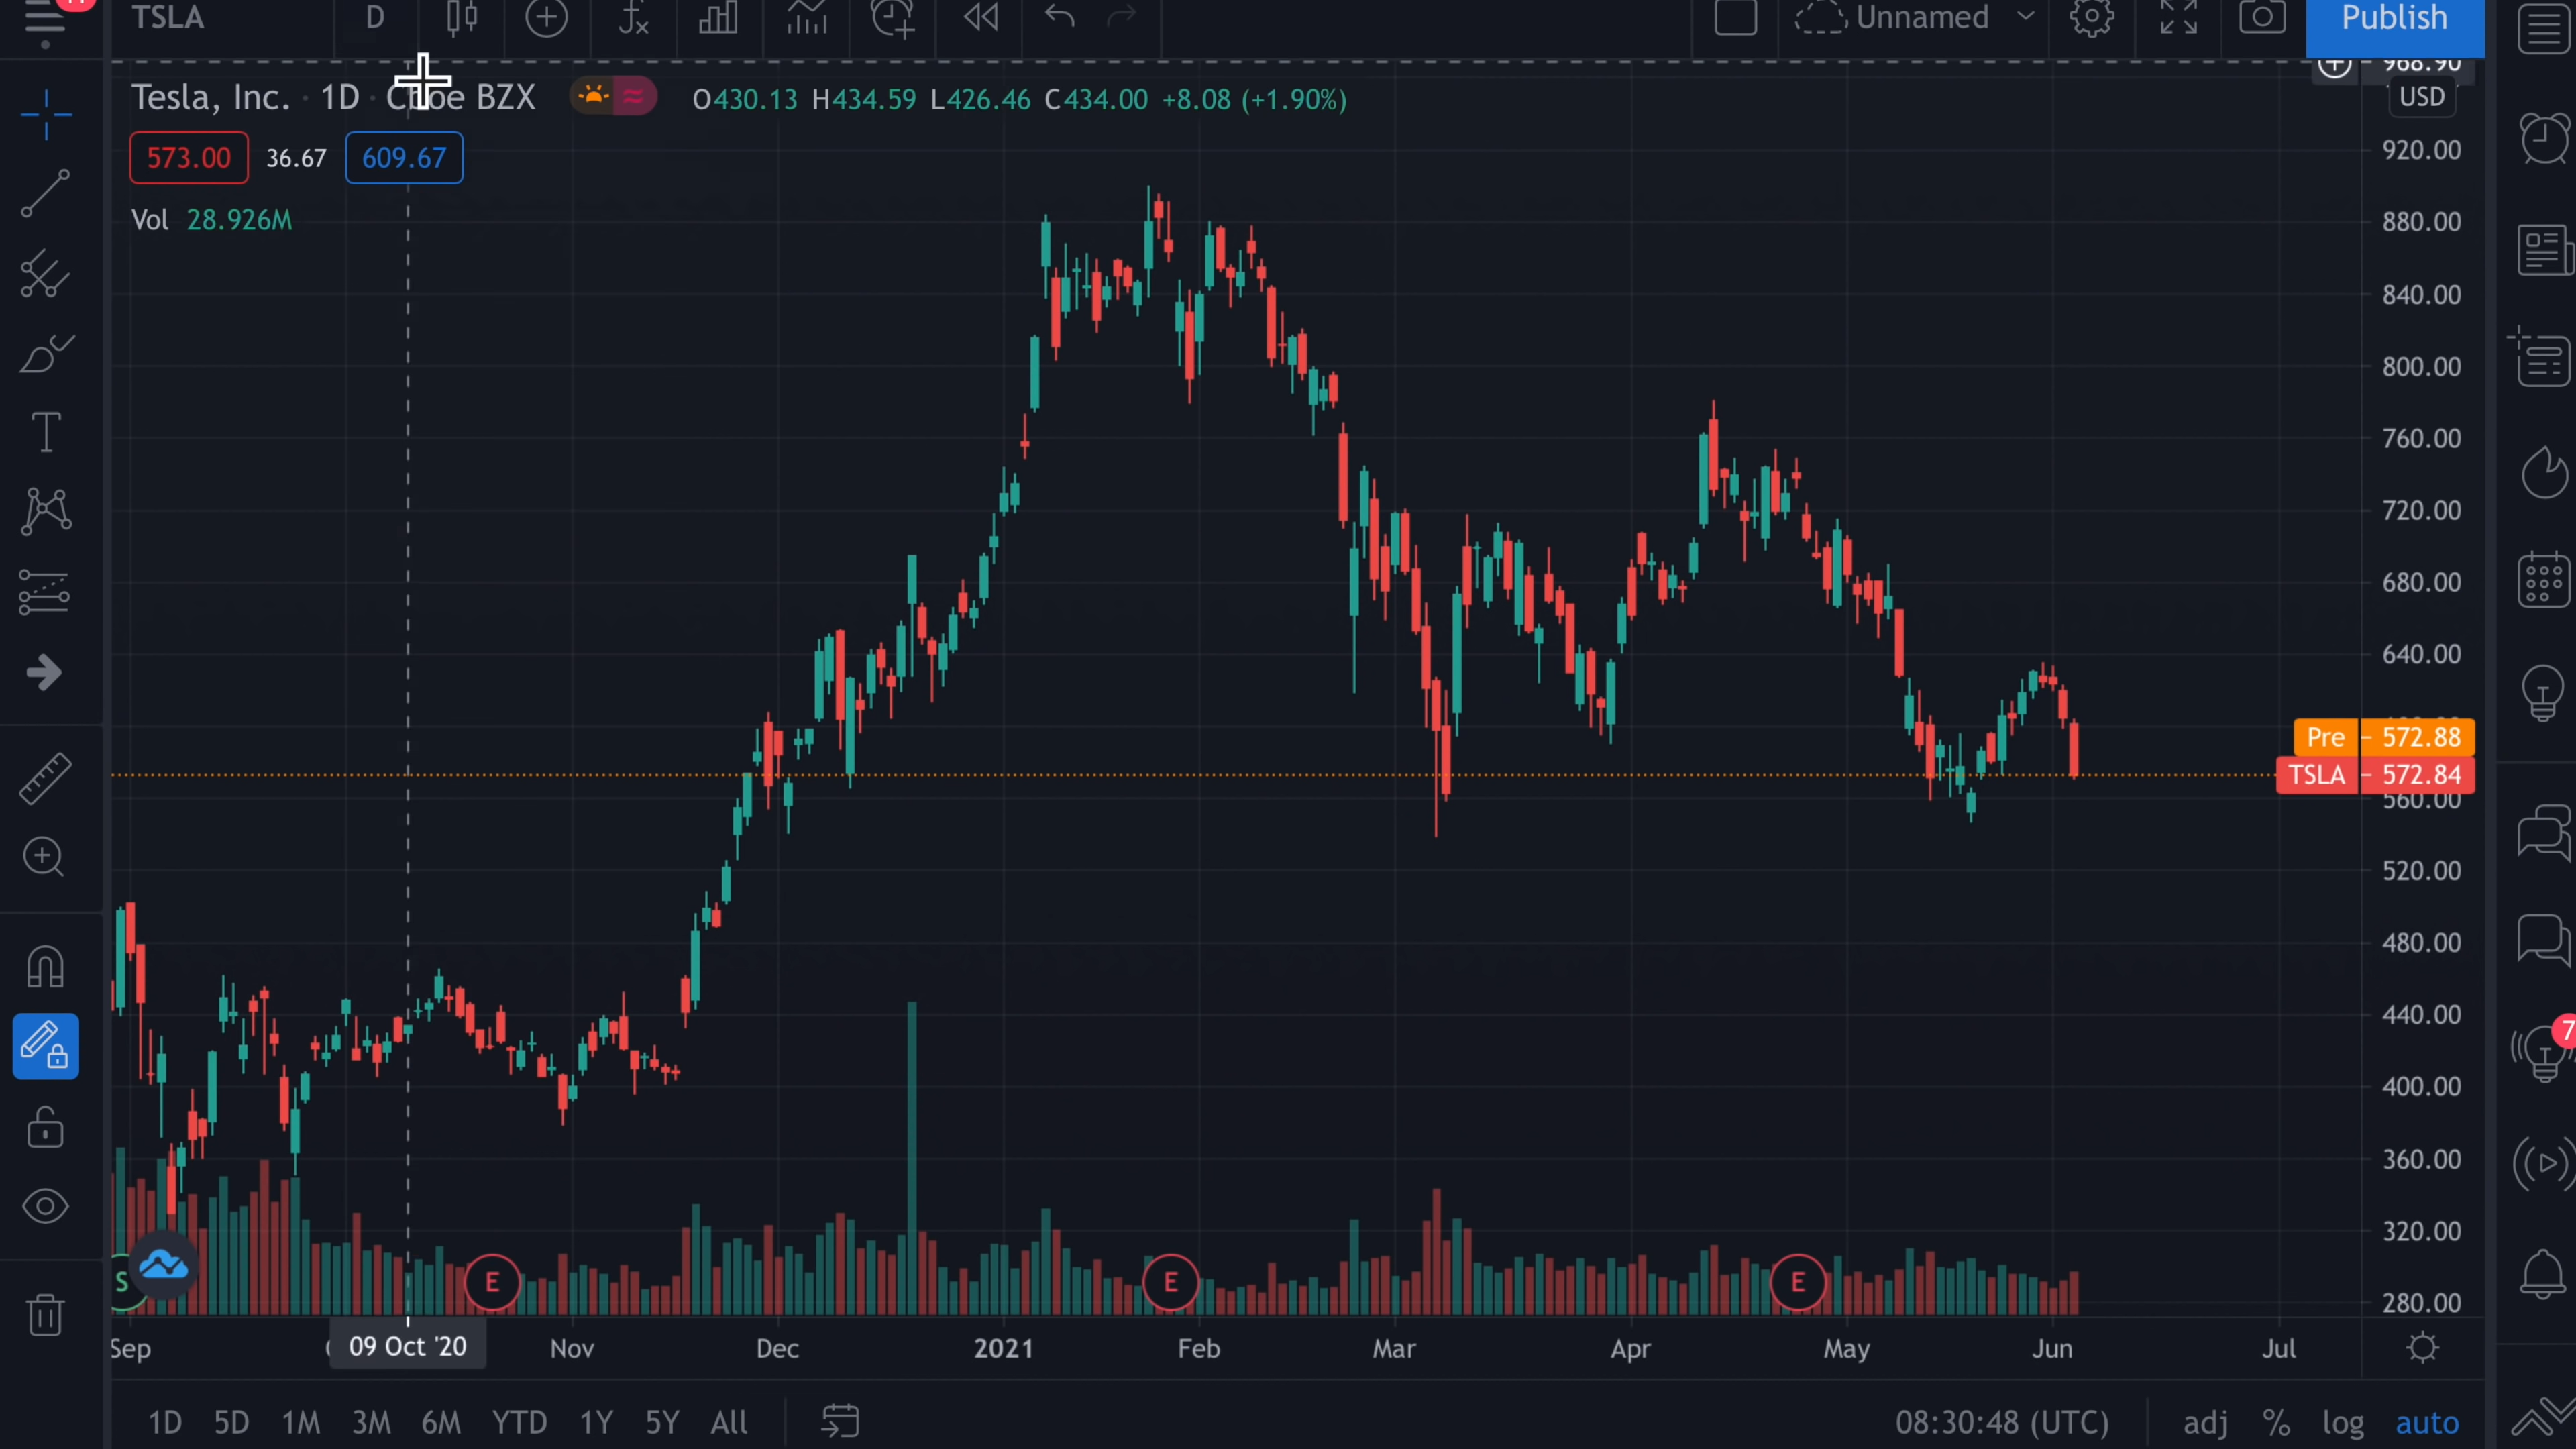 TSLA D Unnamed Publish
Tesla, Inc. · 1D · Cboe BZX O430.13 H434.59 L426.46 C434.00 +8.08 (+1.90%)
968.90
USD
573.00 36.67 609.67
Vol 28.926M
920.00
880.00
840.00
800.00
760.00
720.00
680.00
640.00
Pre 572.88
TSLA 572.84
560.00
520.00
480.00
440.00
7
400.00
360.00
320.00
280.00
S E E E
Sep 09 Oct '20 Nov Dec 2021 Feb Mar Apr May Jun Jul
1D 5D 1M 3M 6M YTD 1Y 5Y All 08:30:48 (UTC) adj % log auto